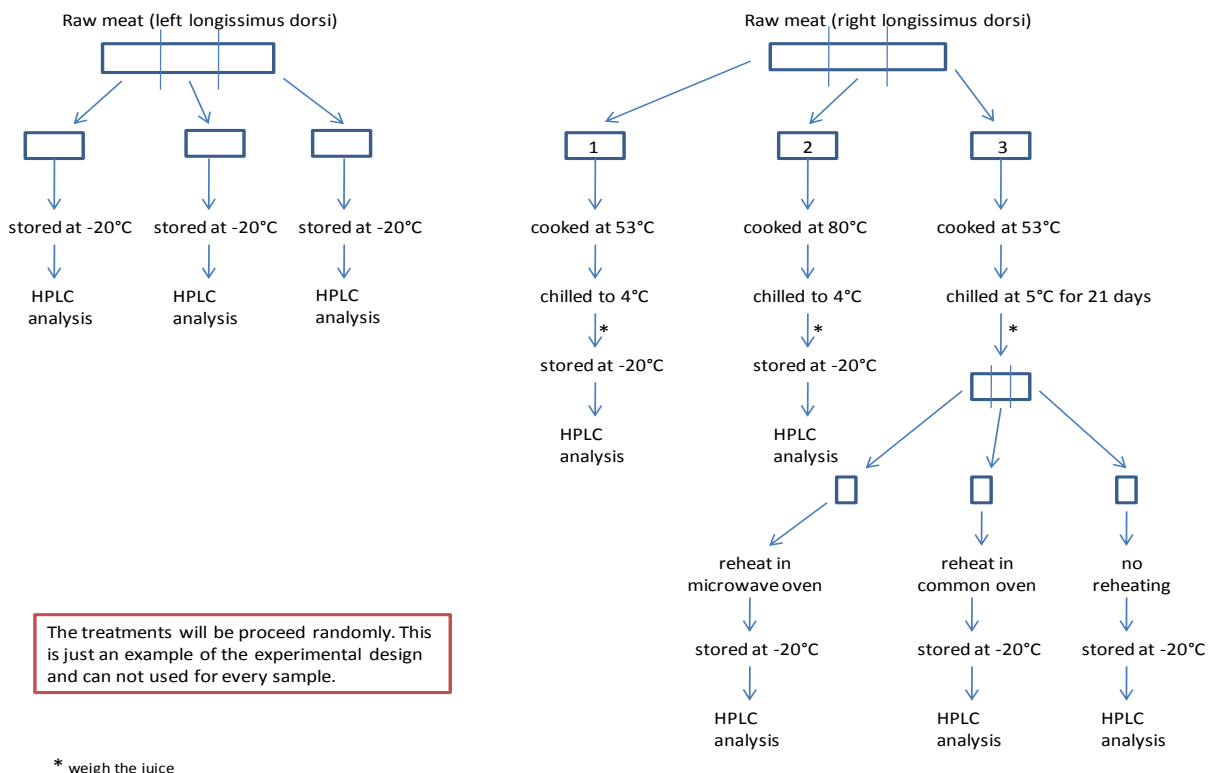 Raw meat (left longissimus dorsi)
stored at -20°C
stored at -20°C
stored at -20°C
HPLC
analysis
HPLC
analysis
HPLC
analysis
Raw meat (right longissimus dorsi)
1
2
3
cooked at 53°C
cooked at 80°C
cooked at 53°C
chilled to 4°C
chilled to 4°C
chilled at 5°C for 21 days
*
*
*
stored at -20°C
stored at -20°C
HPLC
analysis
HPLC
analysis
reheat in
microwave oven
reheat in
common oven
no
reheating
stored at -20°C
stored at -20°C
stored at -20°C
HPLC
analysis
HPLC
analysis
HPLC
analysis
The treatments will be proceed randomly. This
is just an example of the experimental design
and can not used for every sample.
* weigh the juice